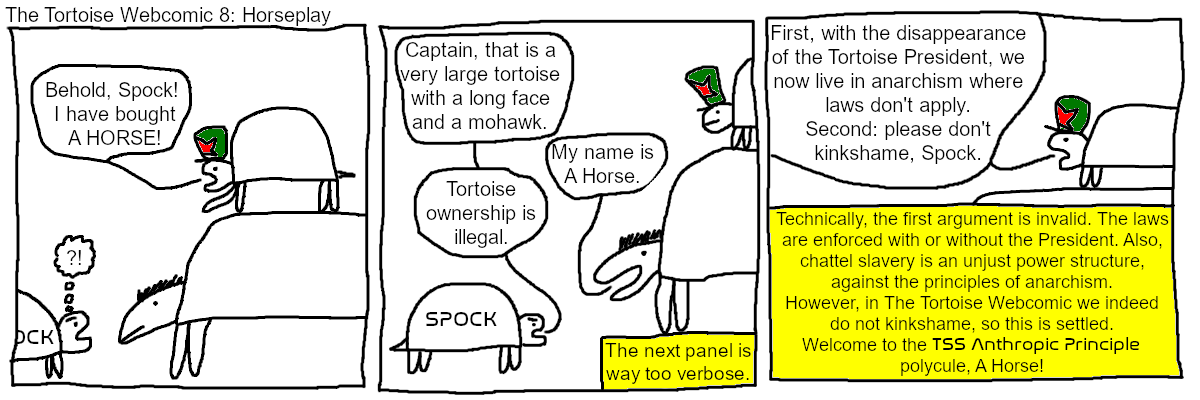 The Tortoise Webcomic 8: Horseplay
Behold, Spock!
I have bought
A HORSE!
?!
OCK
Captain, that is a
very large tortoise
with a long face
and a mohawk.
My name is
A Horse.
Tortoise
ownership is
illegal.
SPOCK
The next panel is
way too verbose.
First, with the disappearance
of the Tortoise President, we
now live in anarchism where
laws don't apply.
Second: please don't
kinkshame, Spock.
Technically, the first argument is invalid. The laws
are enforced with or without the President. Also,
chattel slavery is an unjust power structure,
against the principles of anarchism.
However, in The Tortoise Webcomic we indeed
do not kinkshame, so this is settled.
Welcome to the TSS Anthropic Principle
polycule, A Horse!